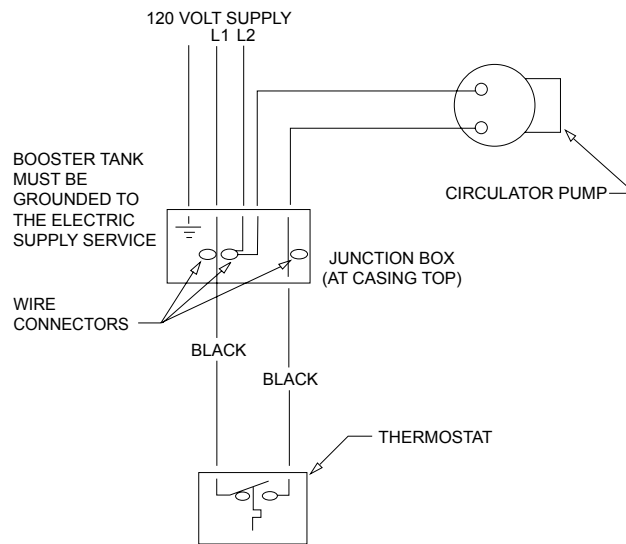 120 VOLT SUPPLY
L1 L2
BOOSTER TANK
MUST BE
GROUNDED TO
THE ELECTRIC
SUPPLY SERVICE
CIRCULATOR PUMP
JUNCTION BOX
(AT CASING TOP)
WIRE
CONNECTORS
BLACK
BLACK
THERMOSTAT